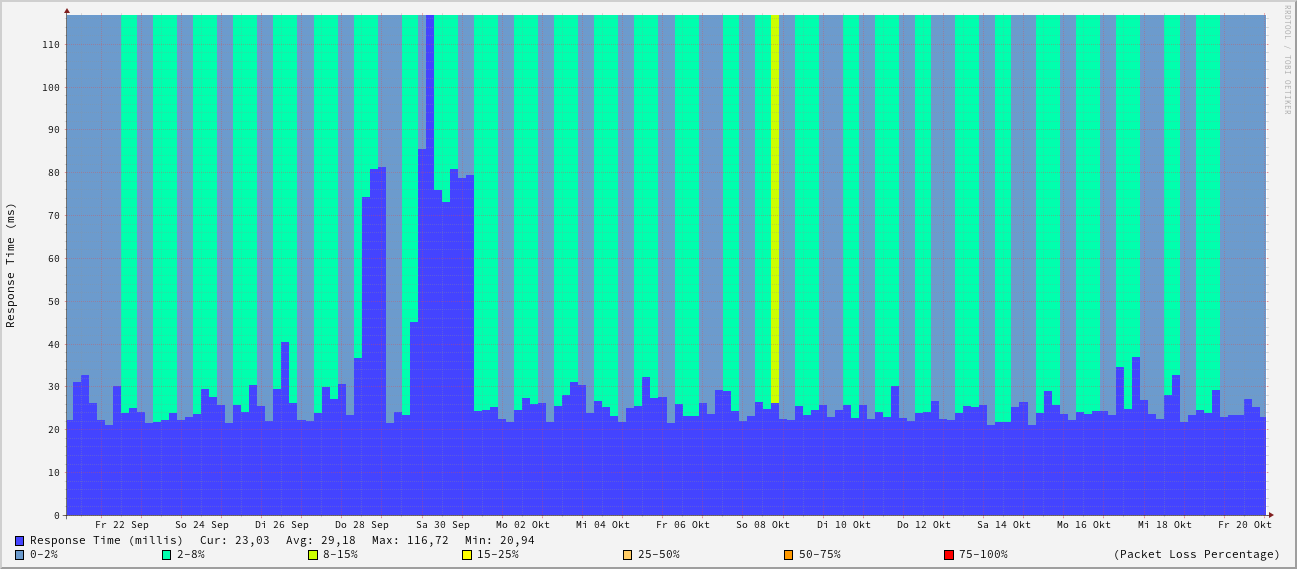 RRDTOOL / TOBI OETIKER
Response Time (ms)
110
100
90
80
70
60
50
40
30
20
10
0
Fr 22 Sep So 24 Sep Di 26 Sep Do 28 Sep Sa 30 Sep Mo 02 Okt Mi 04 Okt Fr 06 Okt So 08 Okt Di 10 Okt Do 12 Okt Sa 14 Okt Mo 16 Okt Mi 18 Okt Fr 20 Okt
Response Time (millis) Cur: 23,03 Avg: 29,18 Max: 116,72 Min: 20,94
0-2% 2-8% 8-15% 15-25% 25-50% 50-75% 75-100% (Packet Loss Percentage)